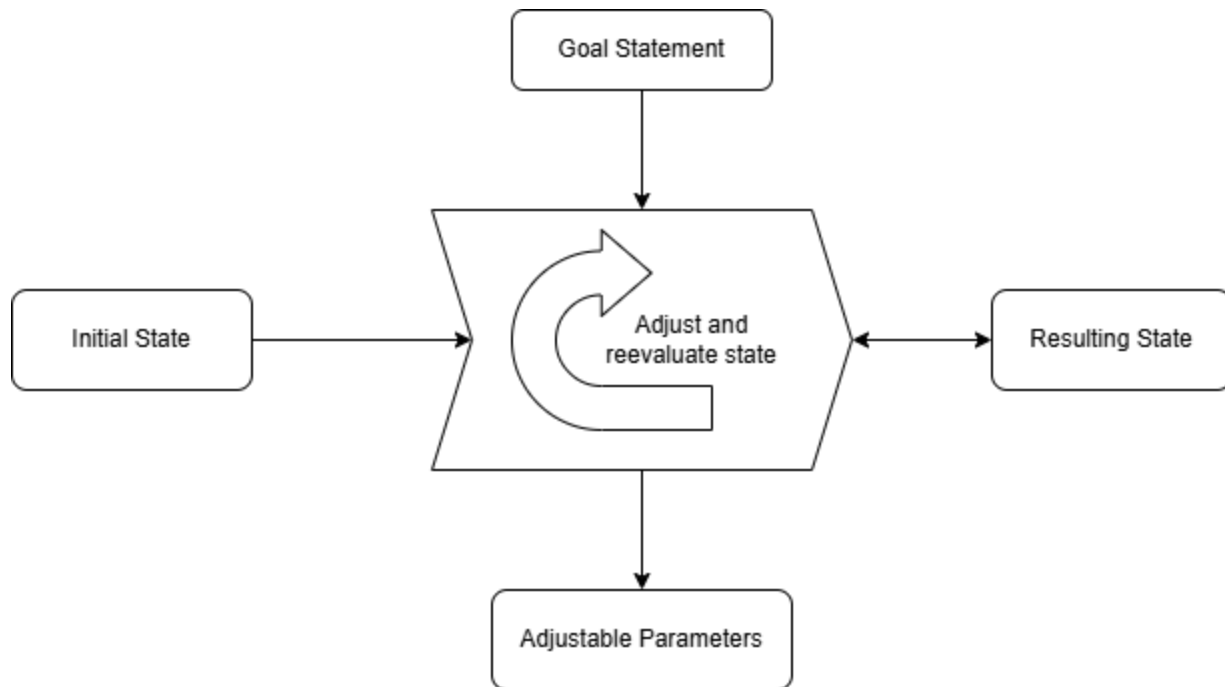 Goal Statement
Initial State
Adjust and
reevaluate state
Resulting State
Adjustable Parameters